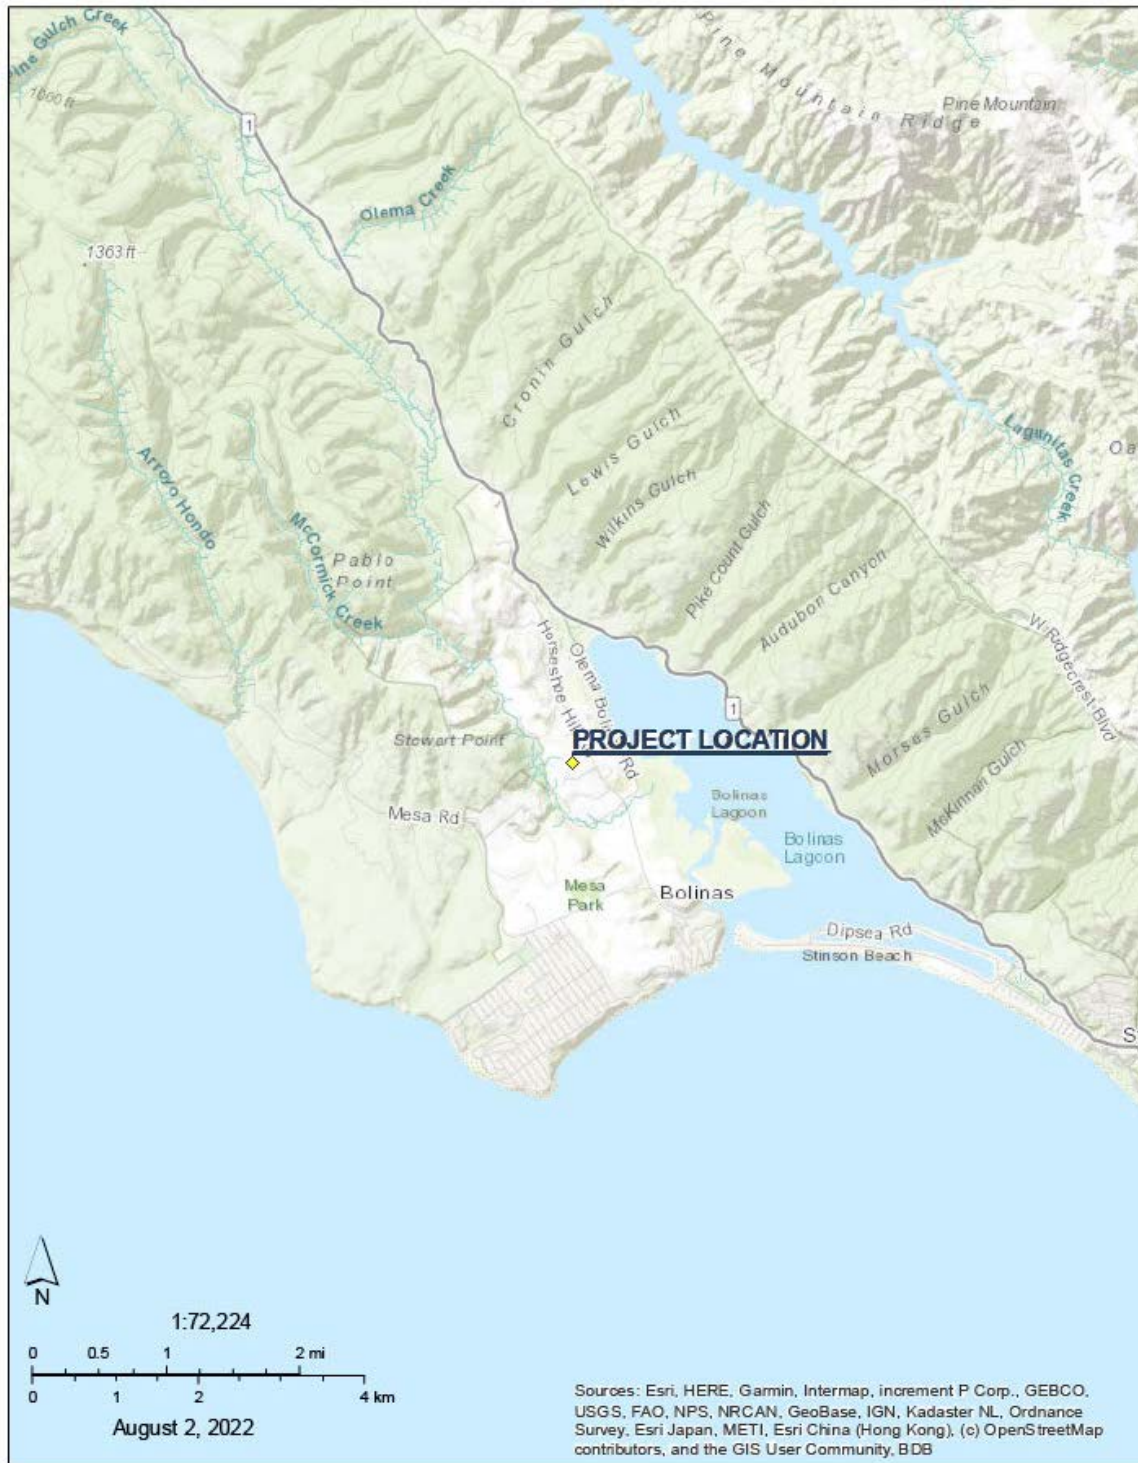 Pine Gulch Creek
1060 ft
Pine Mountain Ridge
Pine Mountain
1
Olema Creek
1363 ft
Cronin Gulch
Lewis Gulch
Wilkins Gulch
Pike Count Gulch
Audubon Canyon
Lagunitas Creek
Oa
Arroyo Hondo
McCormick Creek
Pablo
Point
W Ridgecrest Blvd
Horseshoe Hill
Olema Bolinas Rd
1
Morses Gulch
McKinnan Gulch
Stewart Point
PROJECT LOCATION
Mesa Rd
Bolinas
Lagoon
Bolinas
Lagoon
Mesa
Park
Bolinas
Dipsea Rd
Stinson Beach
S
N
1:72,224
0 0.5 1 2 mi
0 1 2 4 km
August 2, 2022
Sources: Esri, HERE, Garmin, Intermap, increment P Corp., GEBCO,
USGS, FAO, NPS, NRCAN, GeoBase, IGN, Kadaster NL, Ordnance
Survey, Esri Japan, METI, Esri China (Hong Kong), (c) OpenStreetMap
contributors, and the GIS User Community, BDB